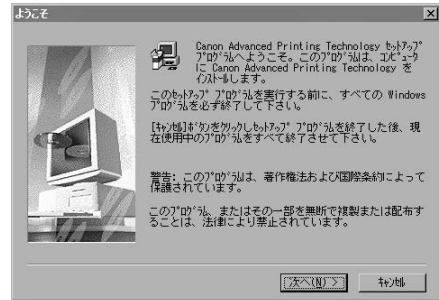 ようこそ
Canon Advanced Printing Technology ｾｯﾄｱｯﾌﾟ
ﾌﾟﾛｸﾞﾗﾑへようこそ。このﾌﾟﾛｸﾞﾗﾑは、ｺﾝﾋﾟｭｰﾀ
に Canon Advanced Printing Technology を
ｲﾝｽﾄｰﾙします。
このｾｯﾄｱｯﾌﾟ ﾌﾟﾛｸﾞﾗﾑを実行する前に、すべての Windows
ﾌﾟﾛｸﾞﾗﾑを必ず終了して下さい。
[ｷｬﾝｾﾙ]ﾎﾞﾀﾝをｸﾘｯｸしｾｯﾄｱｯﾌﾟ ﾌﾟﾛｸﾞﾗﾑを終了した後、現
在使用中のﾌﾟﾛｸﾞﾗﾑをすべて終了させて下さい。
警告: このﾌﾟﾛｸﾞﾗﾑは、著作権法および国際条約によって
保護されています。
このﾌﾟﾛｸﾞﾗﾑ、またはその一部を無断で複製または配布す
ることは、法律により禁止されています。
次へ(N) >
ｷｬﾝｾﾙ